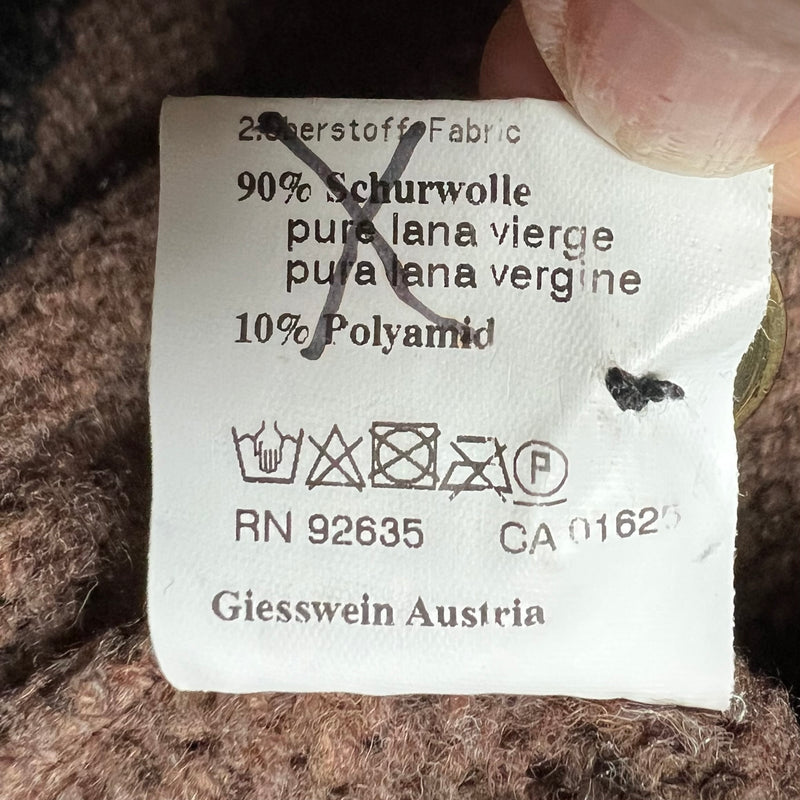 2.Oberstoff Fabric
90% Schurwolle
pure lana vierge
pura lana vergine
10% Polyamid
P
RN 92635 CA 01625
Giesswein Austria